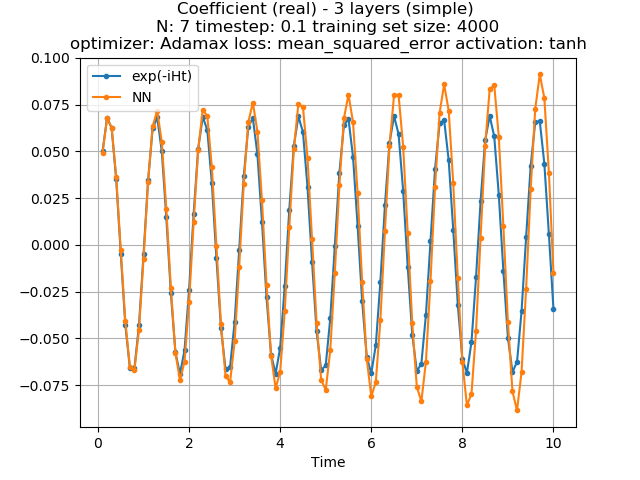 Coefficient (real) - 3 layers (simple)
N: 7 timestep: 0.1 training set size: 4000
optimizer: Adamax loss: mean_squared_error activation: tanh
exp(-iHt)
NN
0.100
0.075
0.050
0.025
0.000
−0.025
−0.050
−0.075
0 2 4 6 8 10
Time